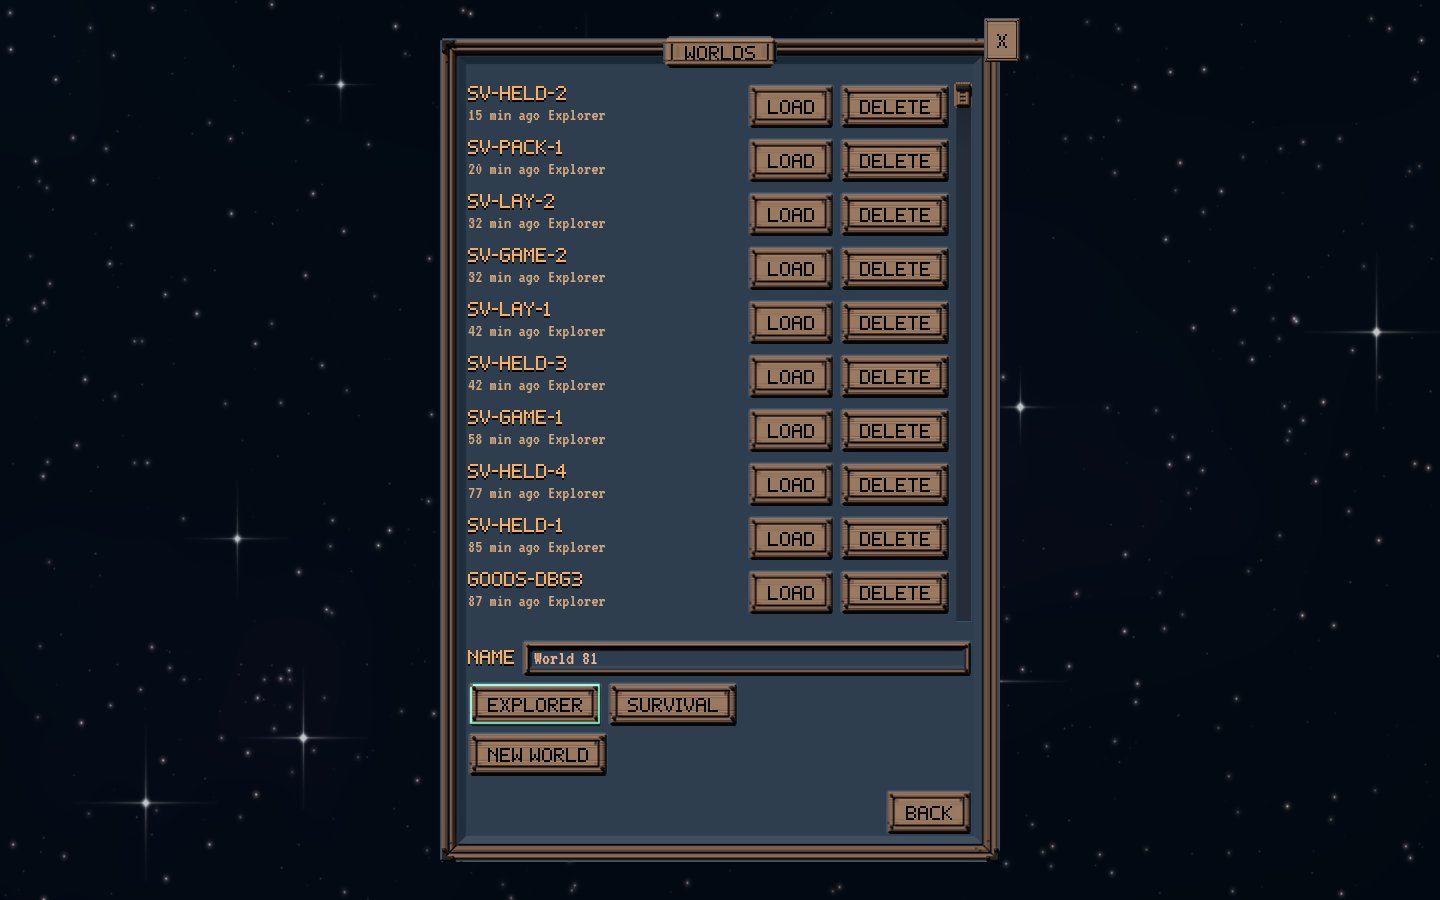 WORLDS
X
SV-HELD-2
15 min ago Explorer
LOAD DELETE
SV-PACK-1
20 min ago Explorer
LOAD DELETE
SV-LAY-2
32 min ago Explorer
LOAD DELETE
SV-GAME-2
32 min ago Explorer
LOAD DELETE
SV-LAY-1
42 min ago Explorer
LOAD DELETE
SV-HELD-3
42 min ago Explorer
LOAD DELETE
SV-GAME-1
58 min ago Explorer
LOAD DELETE
SV-HELD-4
77 min ago Explorer
LOAD DELETE
SV-HELD-1
85 min ago Explorer
LOAD DELETE
GOODS-DBG3
87 min ago Explorer
LOAD DELETE
NAME World 81
EXPLORER SURVIVAL
NEW WORLD
BACK